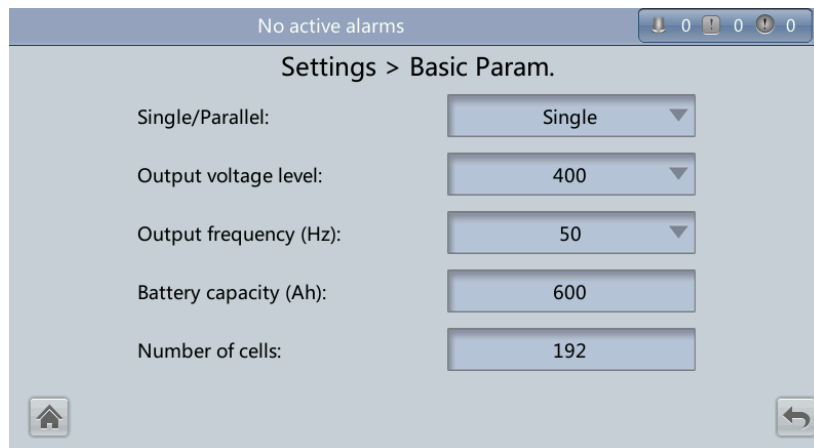 No active alarms 0 0 0
Settings > Basic Param.
Single/Parallel: Single
Output voltage level: 400
Output frequency (Hz): 50
Battery capacity (Ah): 600
Number of cells: 192